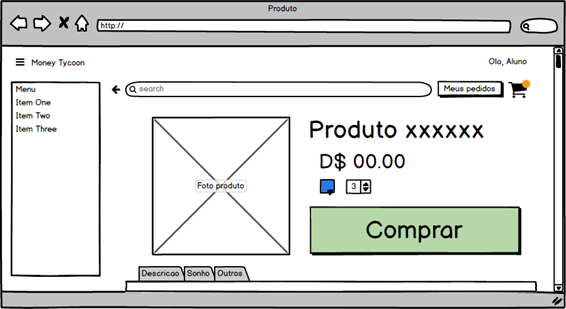 Produto
http://
Money Tycoon
Ola, Aluno
Menu
Item One
Item Two
Item Three
search
Meus pedidos
Produto xxxxxx
D$ 00.00
3
Foto produto
Comprar
Descricao
Sonho
Outros